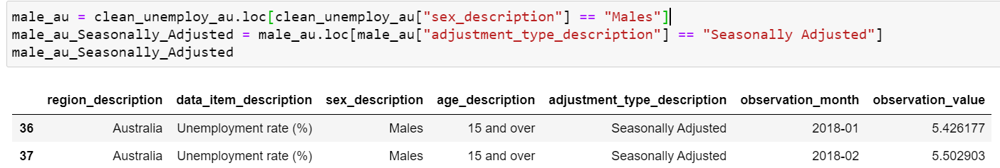 male_au = clean_unemploy_au.loc[clean_unemploy_au["sex_description"] == "Males"]
male_au_Seasonally_Adjusted = male_au.loc[male_au["adjustment_type_description"] == "Seasonally Adjusted"]
male_au_Seasonally_Adjusted
region_description data_item_description sex_description age_description adjustment_type_description observation_month observation_value
36 Australia Unemployment rate (%) Males 15 and over Seasonally Adjusted 2018-01 5.426177
37 Australia Unemployment rate (%) Males 15 and over Seasonally Adjusted 2018-02 5.502903